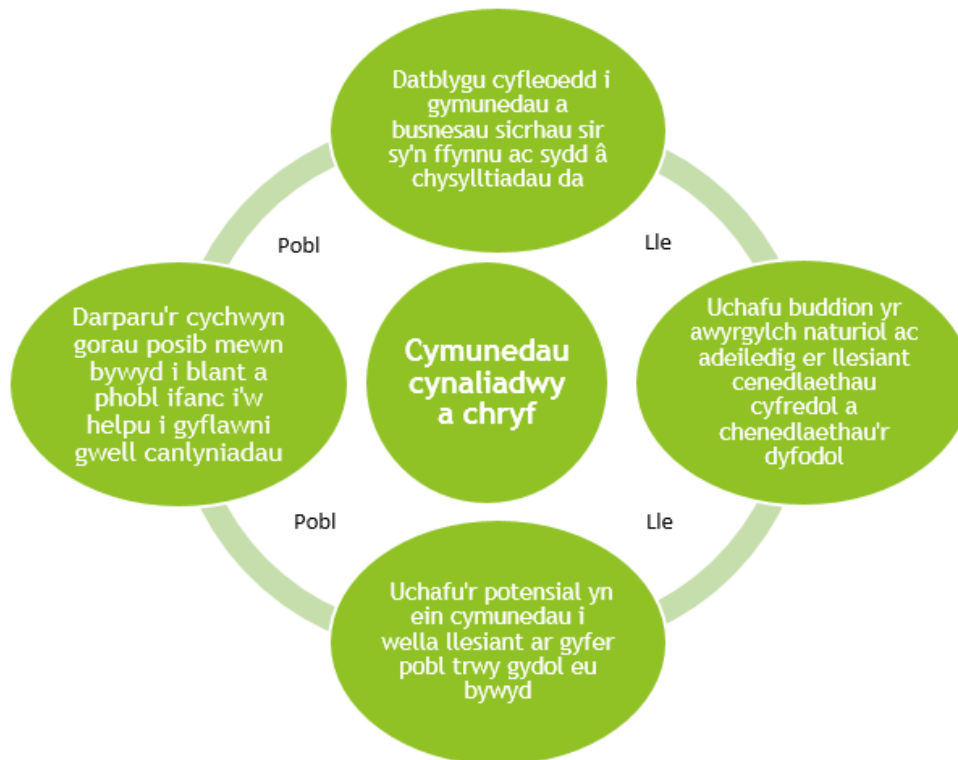 Datblygu cyfleoedd i
gymunedau a
busnesau sicrhau sir
sy'n ffynnu ac sydd â
chysylltiadau da
Pobl
Lle
Darparu'r cychwyn
gorau posib mewn
bywyd i blant a
phobl ifanc i'w
helpu i gyflawni
gwell canlyniadau
Cymunedau
cynaliadwy
a chryf
Uchafu buddion yr
awyrgylch naturiol ac
adeiledig er llesiant
cenedlaethau
cyfredol a
chenedlaethau'r
dyfodol
Pobl
Lle
Uchafu'r potensial yn
ein cymunedau i
wella llesiant ar gyfer
pobl trwy gydol eu
bywyd